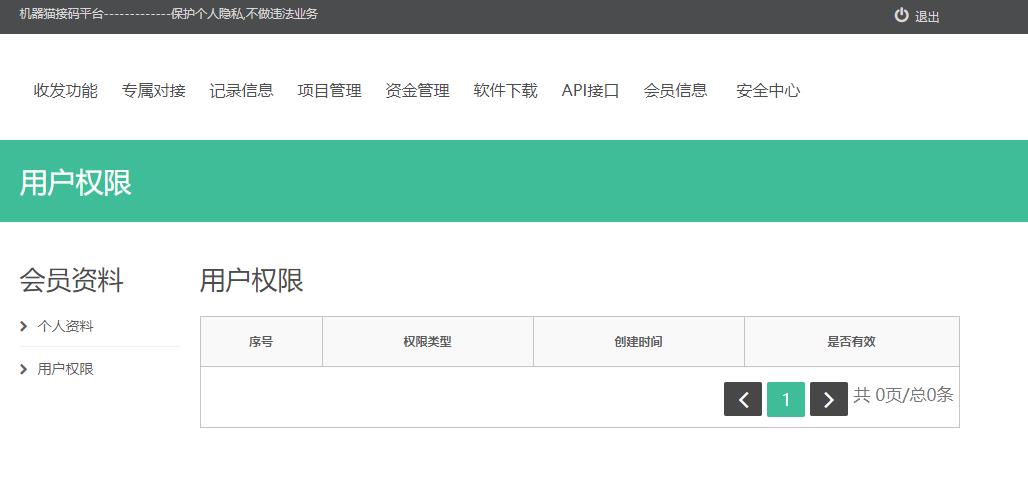 机器猫接码平台-------------保护个人隐私,不做违法业务
退出
收发功能 专属对接 记录信息 项目管理 资金管理 软件下载 API接口 会员信息 安全中心
用户权限
会员资料
个人资料
用户权限
用户权限
序号 权限类型 创建时间 是否有效
1 共 0页/总0条